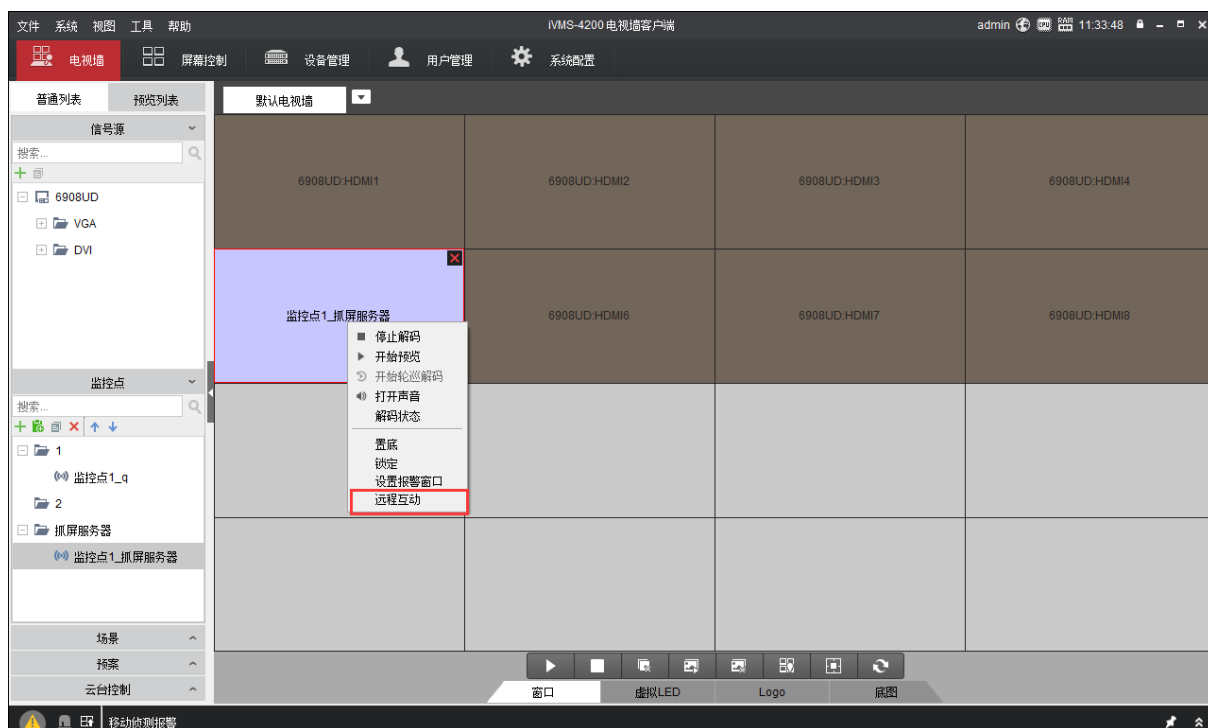 文件 系统 视图 工具 帮助 iVMS-4200 电视墙客户端 admin CPU RAM 11:33:48
电视墙 屏幕控制 设备管理 用户管理 系统配置
普通列表 预览列表 默认电视墙
信号源
搜索...
6908UD
VGA
DVI
6908UD:HDMI1 6908UD:HDMI2 6908UD:HDMI3 6908UD:HDMI4
监控点1_抓屏服务器 6908UD:HDMI6 6908UD:HDMI7 6908UD:HDMI8
停止解码
开始预览
开始轮巡解码
打开声音
解码状态
置底
锁定
设置报警窗口
远程互动
监控点
搜索...
1
监控点1_q
2
抓屏服务器
监控点1_抓屏服务器
场景
预案
云台控制
窗口 虚拟LED Logo 底图
移动侦测报警